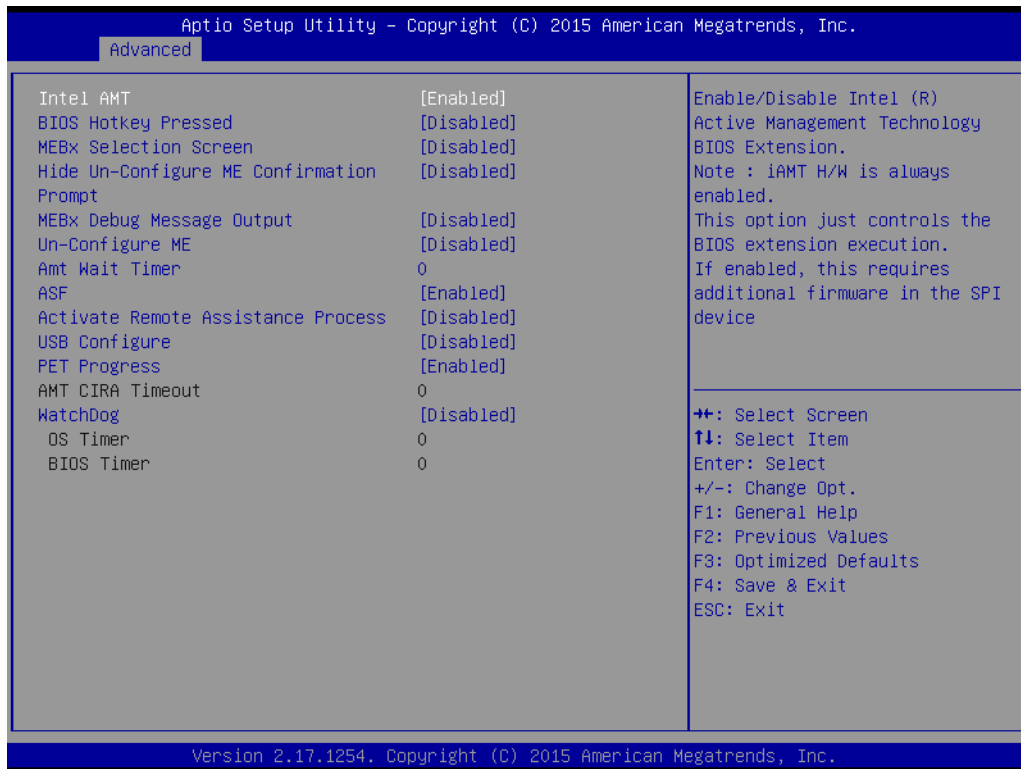 Aptio Setup Utility – Copyright (C) 2015 American Megatrends, Inc.
Advanced
Intel AMT [Enabled]
BIOS Hotkey Pressed [Disabled]
MEBx Selection Screen [Disabled]
Hide Un-Configure ME Confirmation [Disabled]
Prompt
MEBx Debug Message Output [Disabled]
Un-Configure ME [Disabled]
Amt Wait Timer 0
ASF [Enabled]
Activate Remote Assistance Process [Disabled]
USB Configure [Disabled]
PET Progress [Enabled]
AMT CIRA Timeout 0
WatchDog [Disabled]
OS Timer 0
BIOS Timer 0
Enable/Disable Intel (R)
Active Management Technology
BIOS Extension.
Note : iAMT H/W is always
enabled.
This option just controls the
BIOS extension execution.
If enabled, this requires
additional firmware in the SPI
device
→←: Select Screen
↑↓: Select Item
Enter: Select
+/-: Change Opt.
F1: General Help
F2: Previous Values
F3: Optimized Defaults
F4: Save & Exit
ESC: Exit
Version 2.17.1254. Copyright (C) 2015 American Megatrends, Inc.